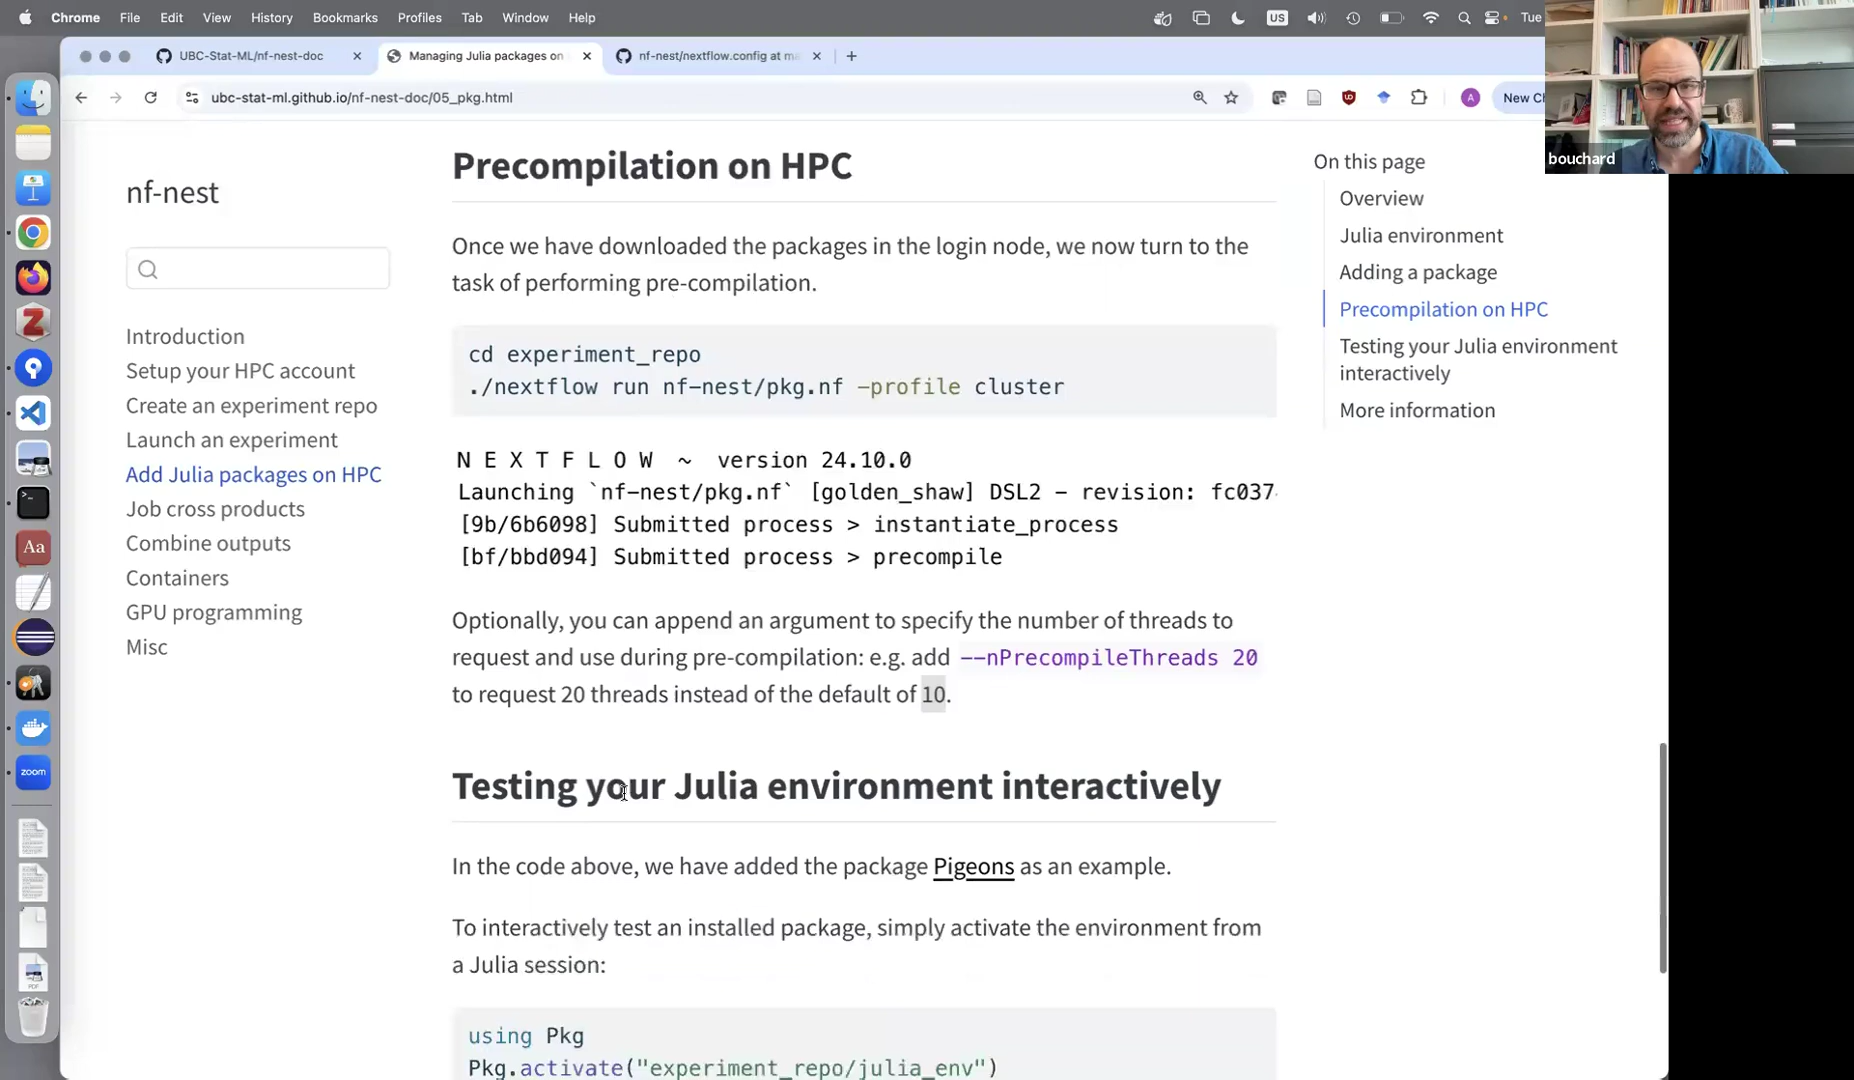 Chrome File Edit View History Bookmarks Profiles Tab Window Help US Tue
UBC-Stat-ML/nf-nest-doc
Managing Julia packages on
nf-nest/nextflow.config at ma
ubc-stat-ml.github.io/nf-nest-doc/05_pkg.html
A
New Ch
bouchard
nf-nest
Introduction
Setup your HPC account
Create an experiment repo
Launch an experiment
Add Julia packages on HPC
Job cross products
Combine outputs
Containers
GPU programming
Misc
Precompilation on HPC
Once we have downloaded the packages in the login node, we now turn to the
task of performing pre-compilation.
cd experiment_repo
./nextflow run nf-nest/pkg.nf -profile cluster
N E X T F L O W ~ version 24.10.0
Launching `nf-nest/pkg.nf` [golden_shaw] DSL2 - revision: fc037
[9b/6b6098] Submitted process > instantiate_process
[bf/bbd094] Submitted process > precompile
Optionally, you can append an argument to specify the number of threads to
request and use during pre-compilation: e.g. add --nPrecompileThreads 20
to request 20 threads instead of the default of 10.
Testing your Julia environment interactively
In the code above, we have added the package Pigeons as an example.
To interactively test an installed package, simply activate the environment from
a Julia session:
using Pkg
Pkg.activate("experiment_repo/julia_env")
On this page
Overview
Julia environment
Adding a package
Precompilation on HPC
Testing your Julia environment
interactively
More information
Aa
zoom
PDF